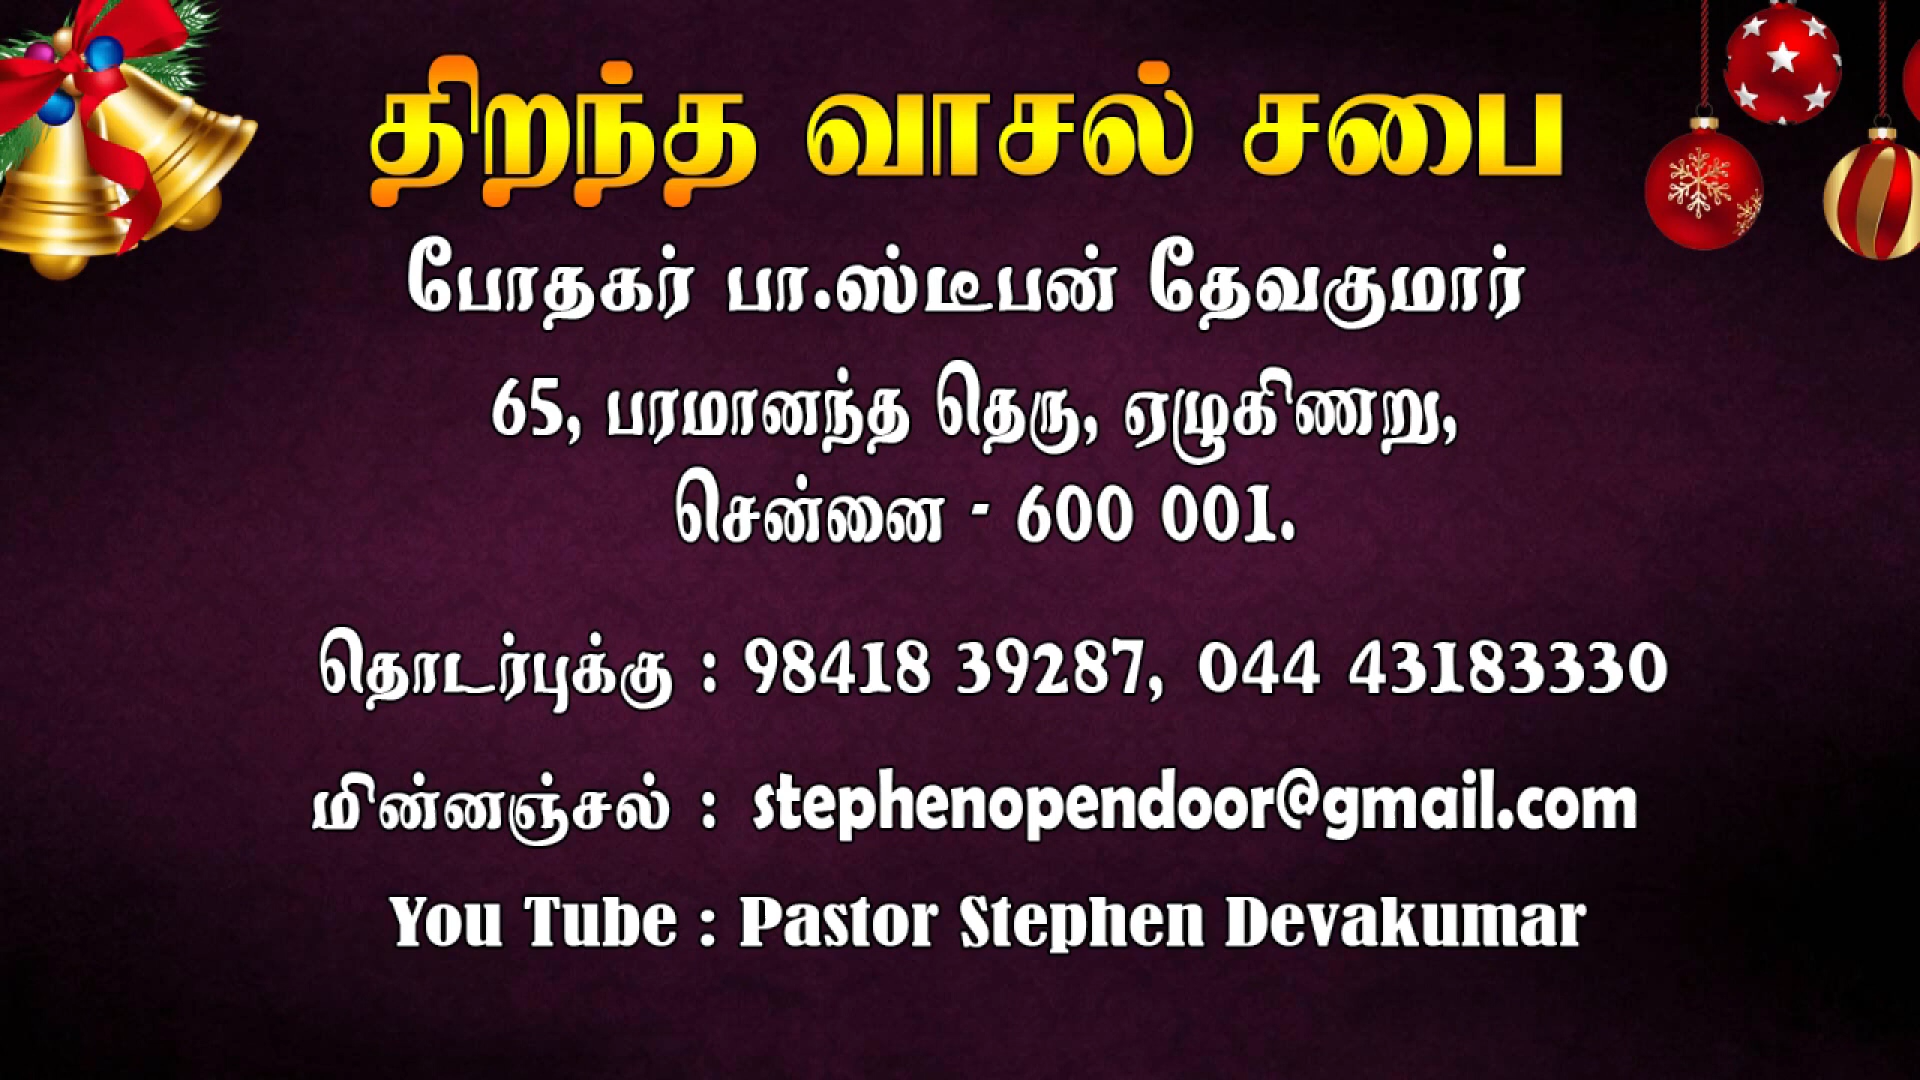 திறந்த வாசல் சபை
போதகர் பா.ஸ்டீபன் தேவகுமார்
65, பரமானந்த தெரு, ஏழுகிணறு,
சென்னை - 600 001.
தொடர்புக்கு : 98418 39287, 044 43183330
மின்னஞ்சல் : stephenopendoor@gmail.com
You Tube : Pastor Stephen Devakumar